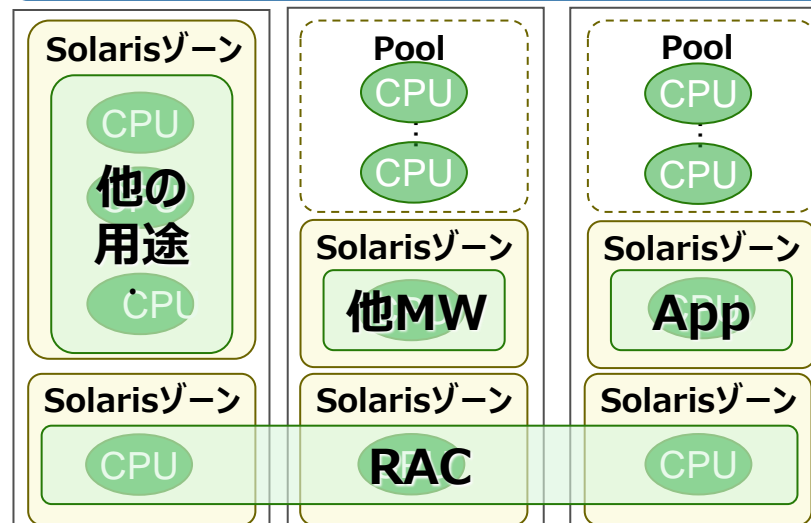 Solarisゾーン
CPU
CPU
他の
用途
CPU
Pool
CPU
CPU
Solarisゾーン
他MW
CPU
Pool
CPU
CPU
Solarisゾーン
App
CPU
Solarisゾーン
Solarisゾーン
Solarisゾーン
CPU
RAC
CPU
CPU